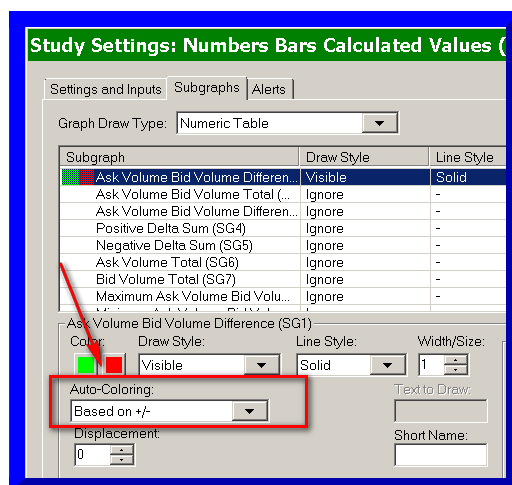 Study Settings: Numbers Bars Calculated Values (
Settings and Inputs Subgraphs Alerts
Graph Draw Type: Numeric Table
Subgraph Draw Style Line Style
Ask Volume Bid Volume Differen... Visible Solid
Ask Volume Bid Volume Total (... Ignore -
Ask Volume Bid Volume Differen... Ignore -
Positive Delta Sum (SG4) Ignore -
Negative Delta Sum (SG5) Ignore -
Ask Volume Total (SG6) Ignore -
Bid Volume Total (SG7) Ignore -
Maximum Ask Volume Bid Volu... Ignore -
Ask Volume Bid Volume Difference (SG1)
Color: Draw Style: Line Style: Width/Size:
Visible Solid 1
Auto-Coloring: Text to Draw:
Based on +/-
Displacement: Short Name:
0